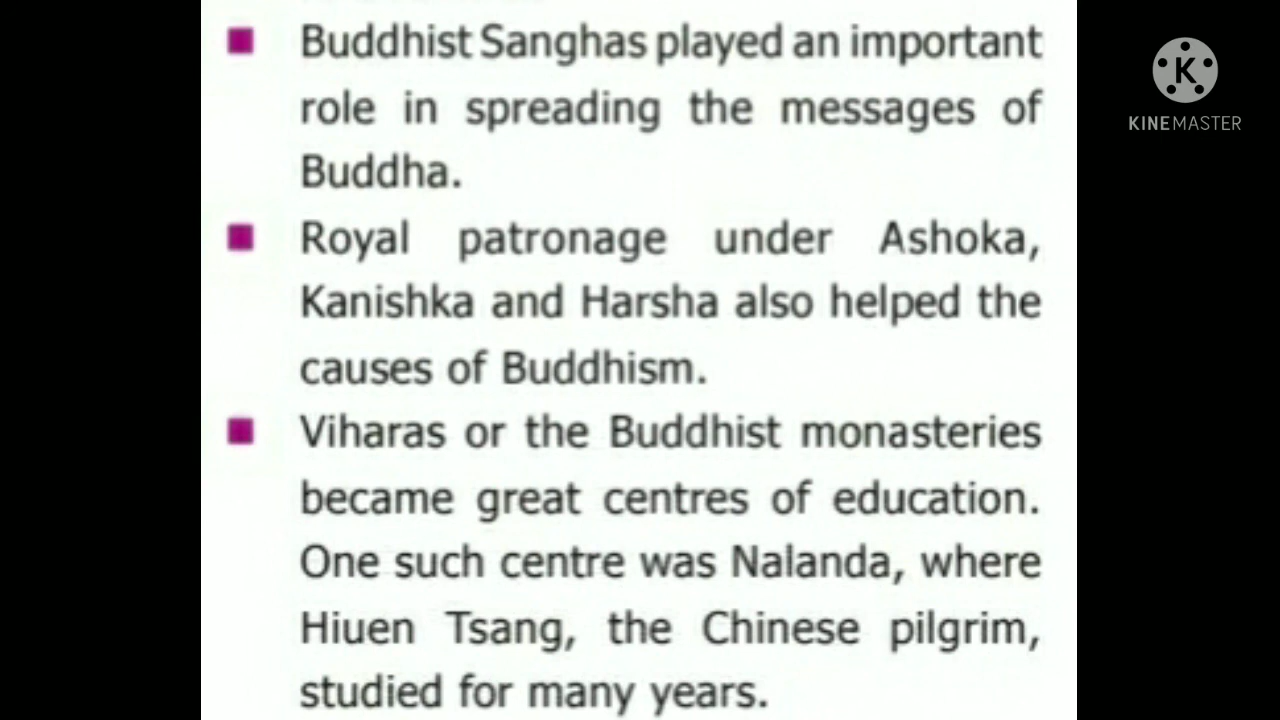 Buddhist Sanghas played an important
role in spreading the messages of
Buddha.
Royal patronage under Ashoka,
Kanishka and Harsha also helped the
causes of Buddhism.
Viharas or the Buddhist monasteries
became great centres of education.
One such centre was Nalanda, where
Hiuen Tsang, the Chinese pilgrim,
studied for many years.
K
KINEMASTER